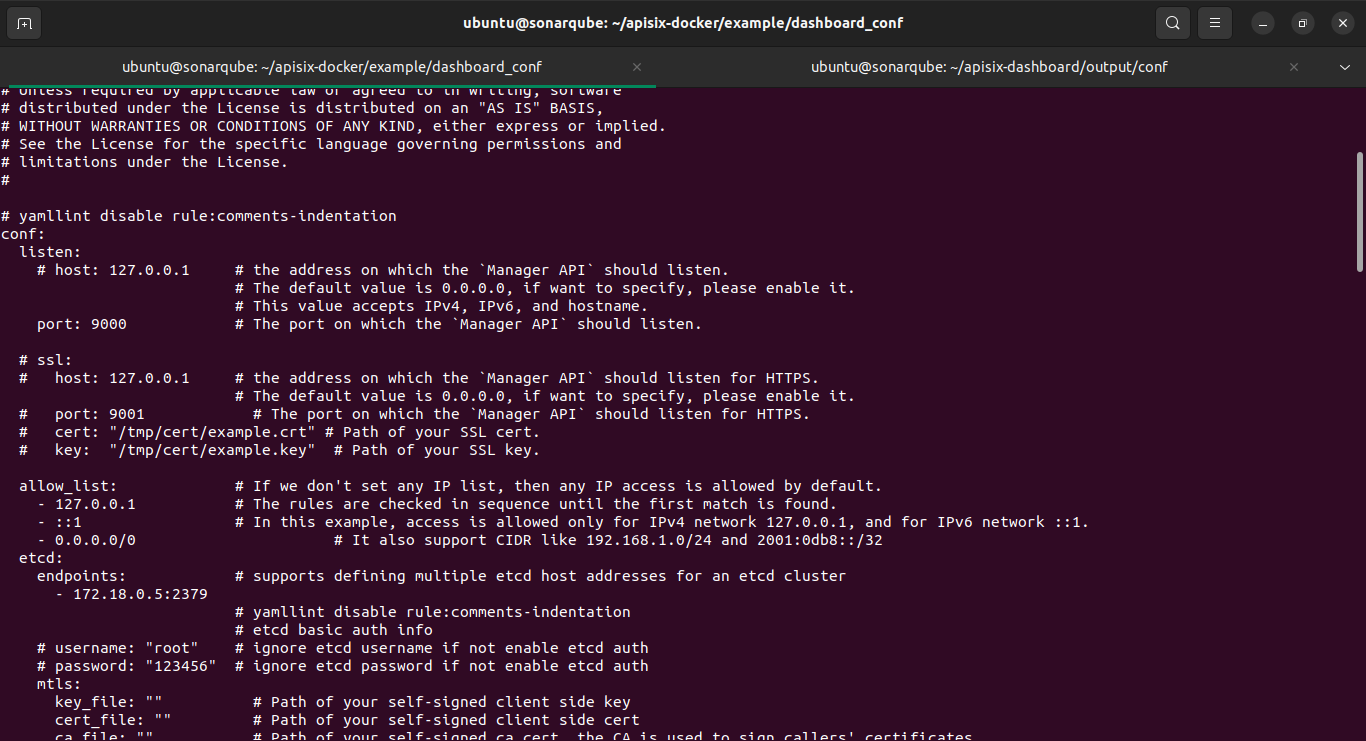 ubuntu@sonarqube: ~/apisix-docker/example/dashboard_conf
ubuntu@sonarqube: ~/apisix-docker/example/dashboard_conf
ubuntu@sonarqube: ~/apisix-dashboard/output/conf
# Unless required by applicable law or agreed to in writing, software
# distributed under the License is distributed on an "AS IS" BASIS,
# WITHOUT WARRANTIES OR CONDITIONS OF ANY KIND, either express or implied.
# See the License for the specific language governing permissions and
# limitations under the License.
#
# yamllint disable rule:comments-indentation
conf:
  listen:
    # host: 127.0.0.1     # the address on which the `Manager API` should listen.
                          # The default value is 0.0.0.0, if want to specify, please enable it.
                          # This value accepts IPv4, IPv6, and hostname.
    port: 9000            # The port on which the `Manager API` should listen.
  # ssl:
  #   host: 127.0.0.1     # the address on which the `Manager API` should listen for HTTPS.
                          # The default value is 0.0.0.0, if want to specify, please enable it.
  #   port: 9001            # The port on which the `Manager API` should listen for HTTPS.
  #   cert: "/tmp/cert/example.crt" # Path of your SSL cert.
  #   key:  "/tmp/cert/example.key"  # Path of your SSL key.
  allow_list:             # If we don't set any IP list, then any IP access is allowed by default.
    - 127.0.0.1           # The rules are checked in sequence until the first match is found.
    - ::1                 # In this example, access is allowed only for IPv4 network 127.0.0.1, and for IPv6 network ::1.
    - 0.0.0.0/0                      # It also support CIDR like 192.168.1.0/24 and 2001:0db8::/32
  etcd:
    endpoints:            # supports defining multiple etcd host addresses for an etcd cluster
      - 172.18.0.5:2379
                          # yamllint disable rule:comments-indentation
                          # etcd basic auth info
    # username: "root"    # ignore etcd username if not enable etcd auth
    # password: "123456"  # ignore etcd password if not enable etcd auth
    mtls:
      key_file: ""          # Path of your self-signed client side key
      cert_file: ""         # Path of your self-signed client side cert
      ca_file: ""           # Path of your self-signed ca cert, the CA is used to sign callers' certificates